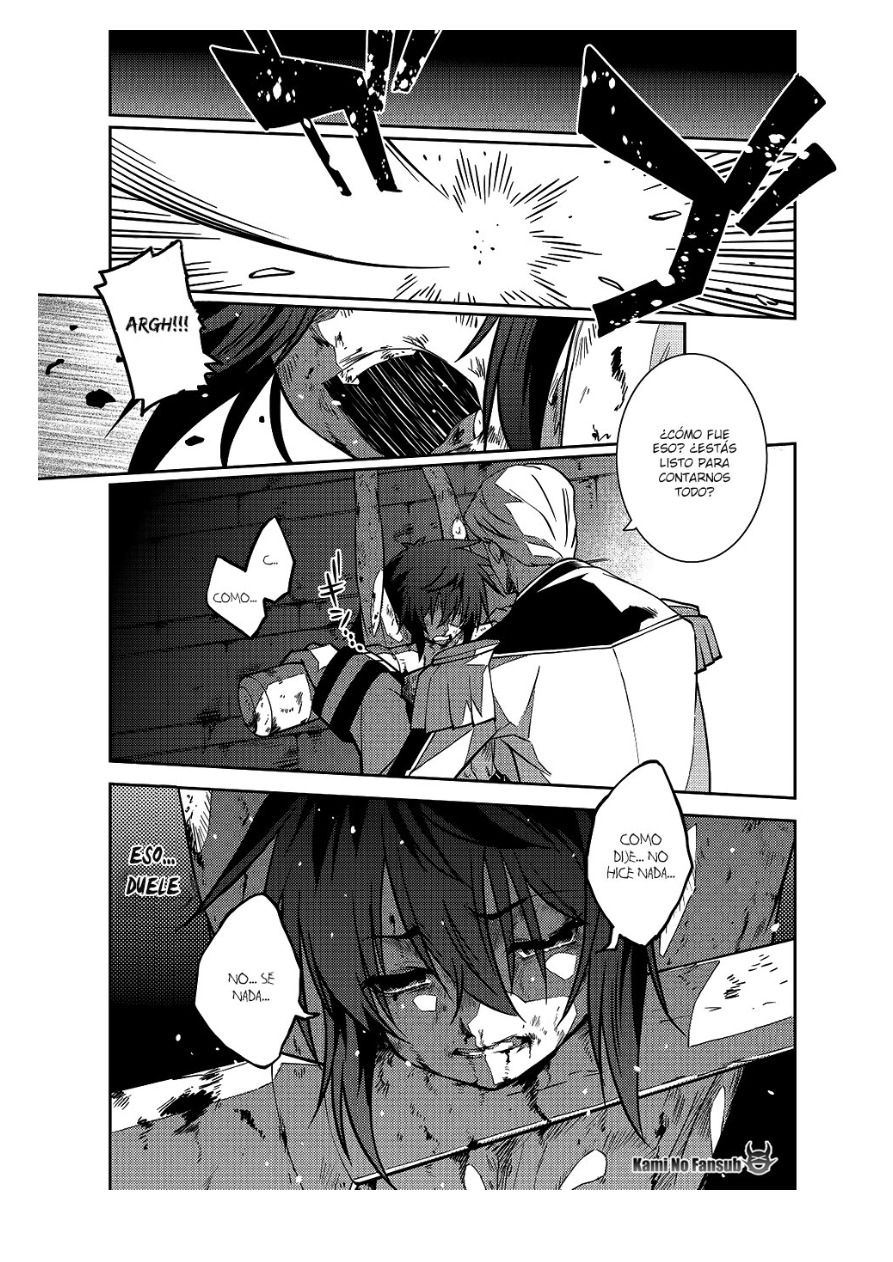 ARGH!!!
¿CÓMO FUE
ESO? ¿ESTÁS
LISTO PARA
CONTARNOS
TODO?
C...
COMO...
COMO
DIJE... NO
HICE NADA...
ESO...
DUELE
NO... SÉ
NADA...
Kami No Fansub